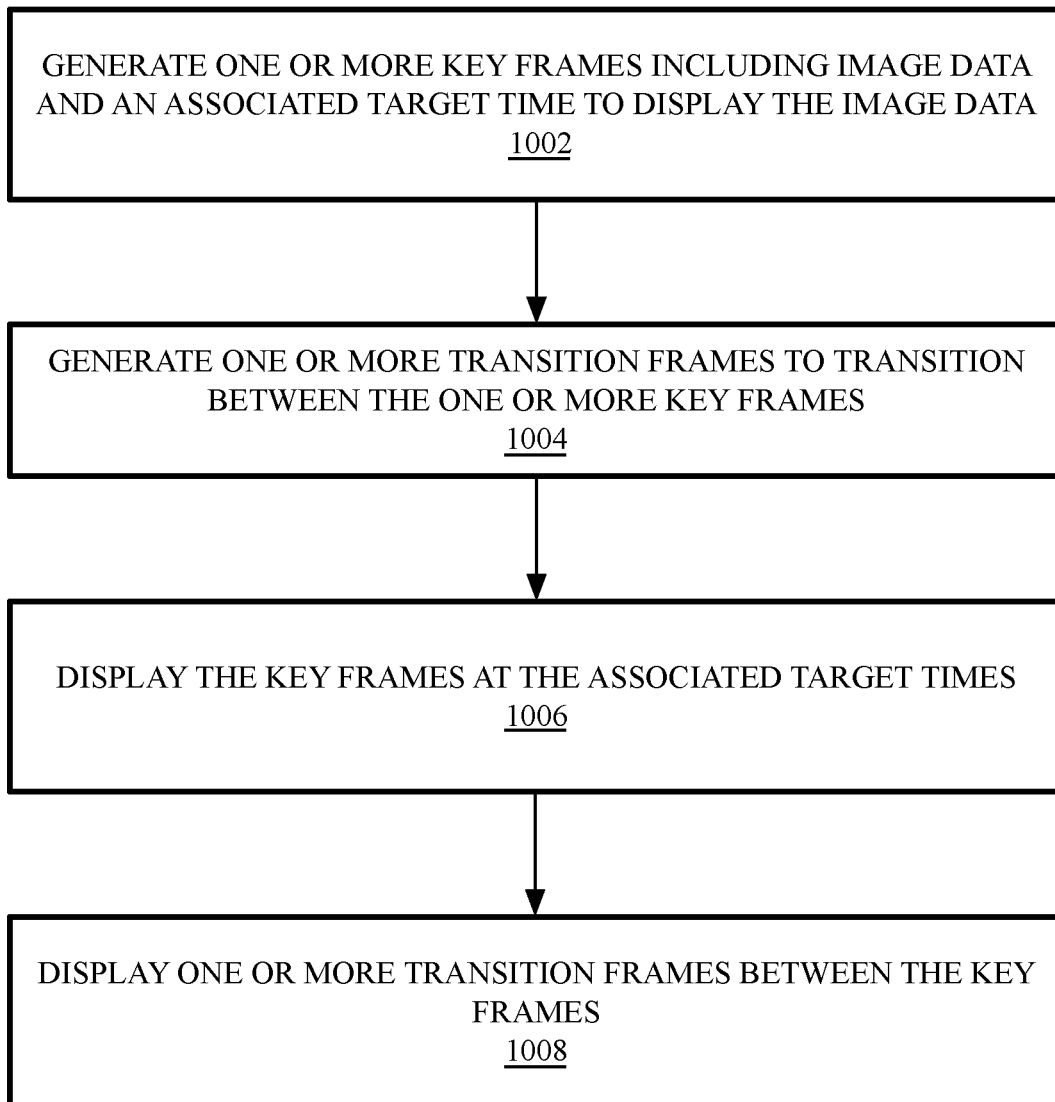 GENERATE ONE OR MORE KEY FRAMES INCLUDING IMAGE DATA
AND AN ASSOCIATED TARGET TIME TO DISPLAY THE IMAGE DATA
1002
GENERATE ONE OR MORE TRANSITION FRAMES TO TRANSITION
BETWEEN THE ONE OR MORE KEY FRAMES
1004
DISPLAY THE KEY FRAMES AT THE ASSOCIATED TARGET TIMES
1006
DISPLAY ONE OR MORE TRANSITION FRAMES BETWEEN THE KEY
FRAMES
1008